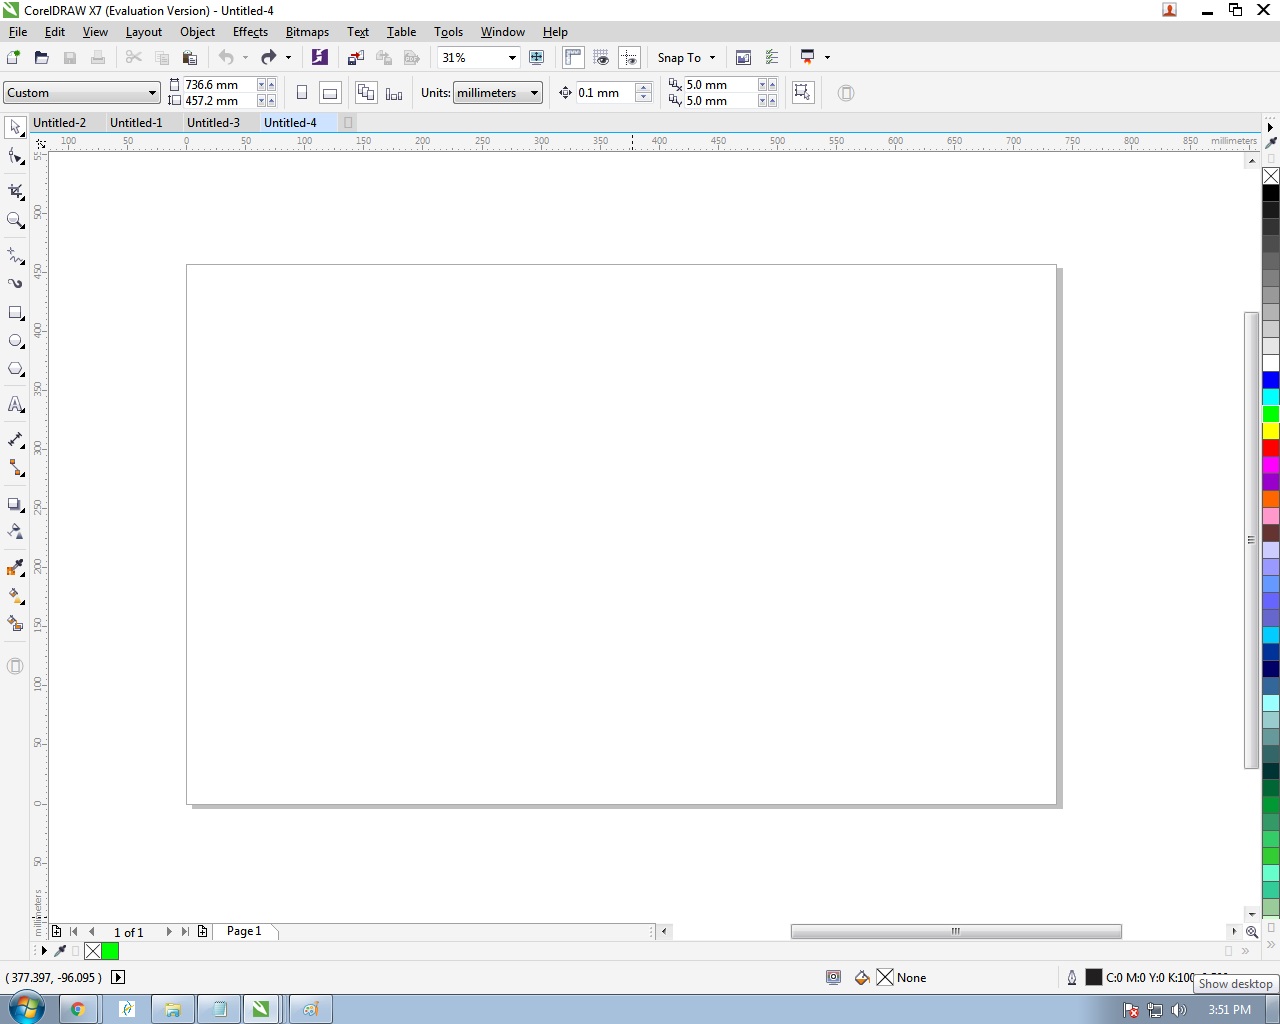 CorelDRAW X7 (Evaluation Version) - Untitled-4
File Edit View Layout Object Effects Bitmaps Text Table Tools Window Help
31% Snap To
Custom 736.6 mm 457.2 mm Units: millimeters 0.1 mm 5.0 mm 5.0 mm
Untitled-2 Untitled-1 Untitled-3 Untitled-4
100 50 0 50 100 150 200 250 300 350 400 450 500 550 600 650 700 750 800 850 millimeters
500
450
400
350
300
250
200
150
100
50
0
50
millimeters
1 of 1 Page 1
( 377.397, -96.095 ) None C:0 M:0 Y:0 K:100
Show desktop
3:51 PM